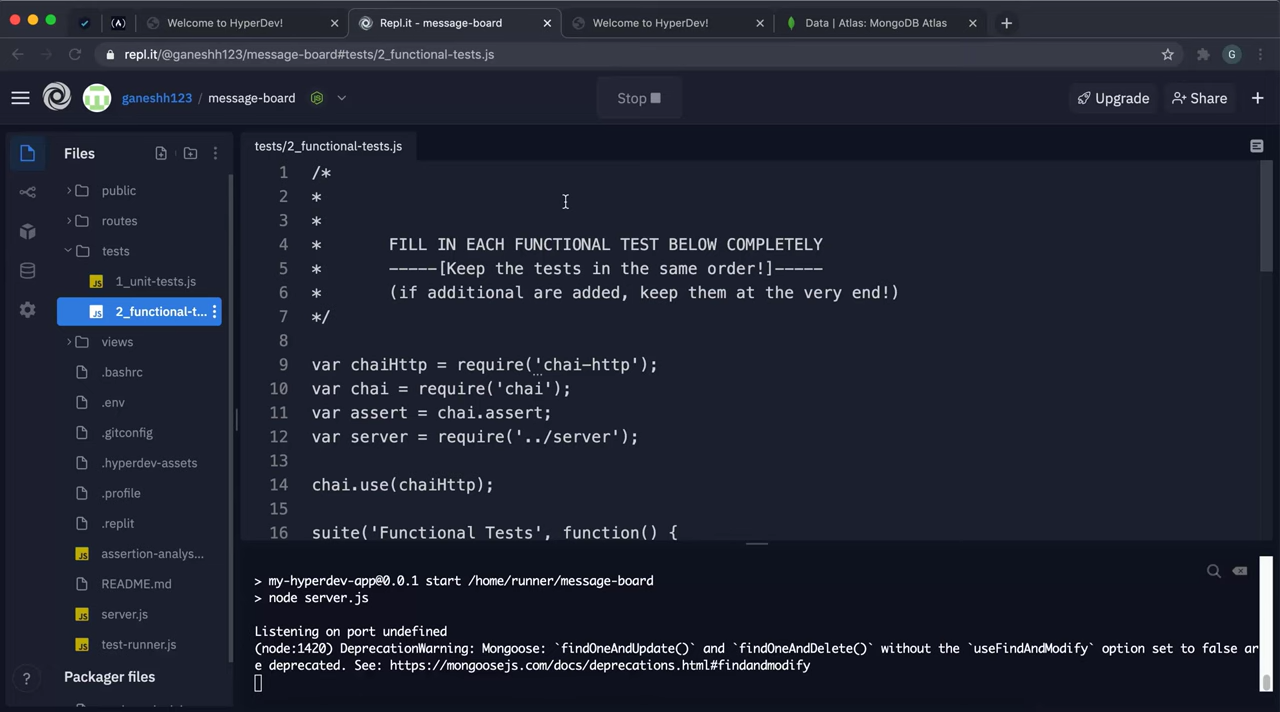 Welcome to HyperDev!
Repl.it - message-board
Welcome to HyperDev!
Data | Atlas: MongoDB Atlas
repl.it/@ganeshh123/message-board#tests/2_functional-tests.js
G
ganeshh123 / message-board
Stop
Upgrade
Share
Files
public
routes
tests
1_unit-tests.js
2_functional-t...
views
.bashrc
.env
.gitconfig
.hyperdev-assets
.profile
.replit
assertion-analys...
README.md
server.js
test-runner.js
Packager files
tests/2_functional-tests.js
1 /*
2 *
3 *
4 * FILL IN EACH FUNCTIONAL TEST BELOW COMPLETELY
5 * -----[Keep the tests in the same order!]-----
6 * (if additional are added, keep them at the very end!)
7 */
8
9 var chaiHttp = require('chai-http');
10 var chai = require('chai');
11 var assert = chai.assert;
12 var server = require('../server');
13
14 chai.use(chaiHttp);
15
16 suite('Functional Tests', function() {
> my-hyperdev-app@0.0.1 start /home/runner/message-board
> node server.js
Listening on port undefined
(node:1420) DeprecationWarning: Mongoose: `findOneAndUpdate()` and `findOneAndDelete()` without the `useFindAndModify` option set to false ar
e deprecated. See: https://mongoosejs.com/docs/deprecations.html#findandmodify